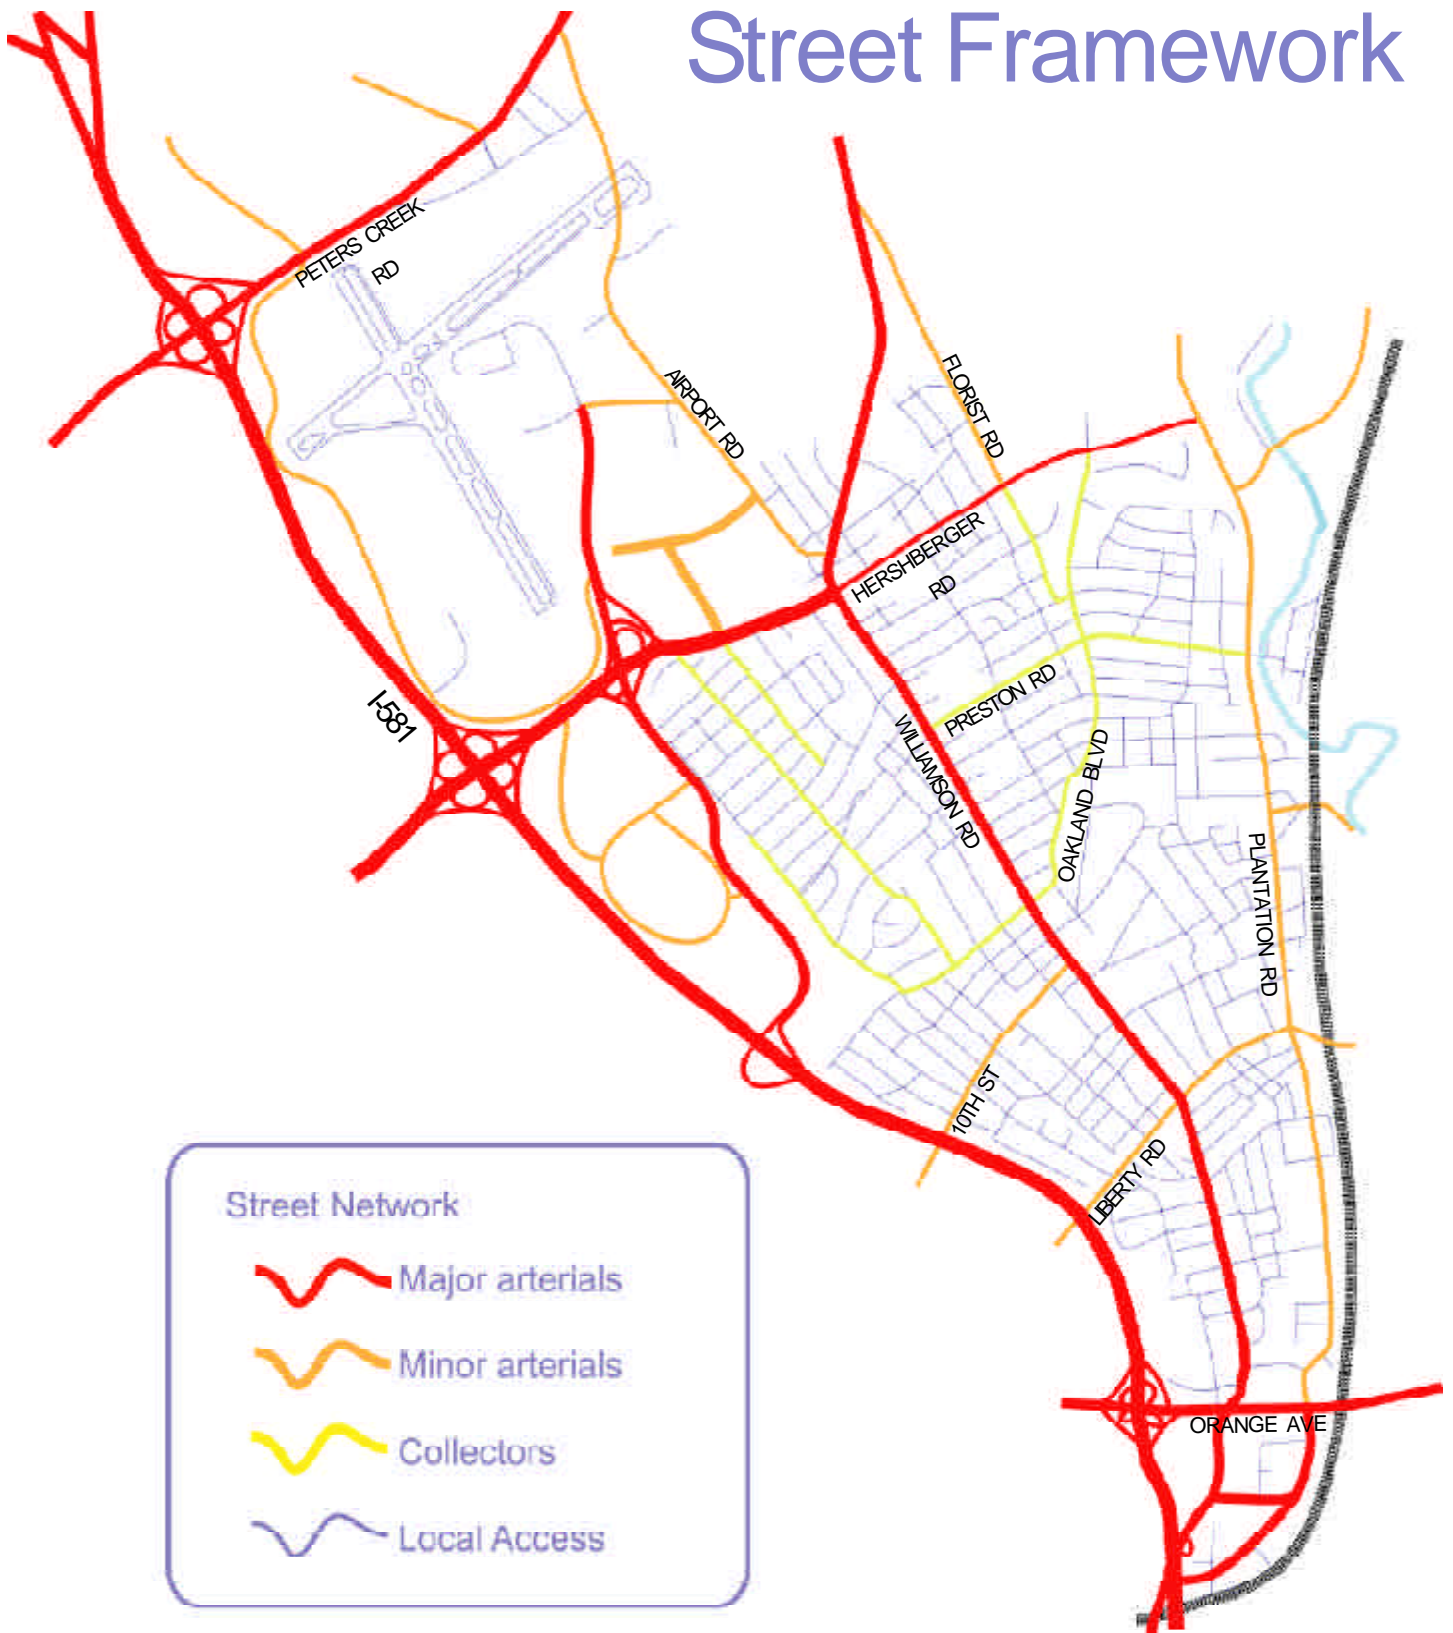 Street Framework
PETERS CREEK
RD
AIRPORT RD
FLORIST RD
HERSHBERGER
RD
I-581
PRESTON RD
WILLIAMSON RD
OAKLAND BLVD
PLANTATION RD
10TH ST
LIBERTY RD
ORANGE AVE
Street Network
Major arterials
Minor arterials
Collectors
Local Access